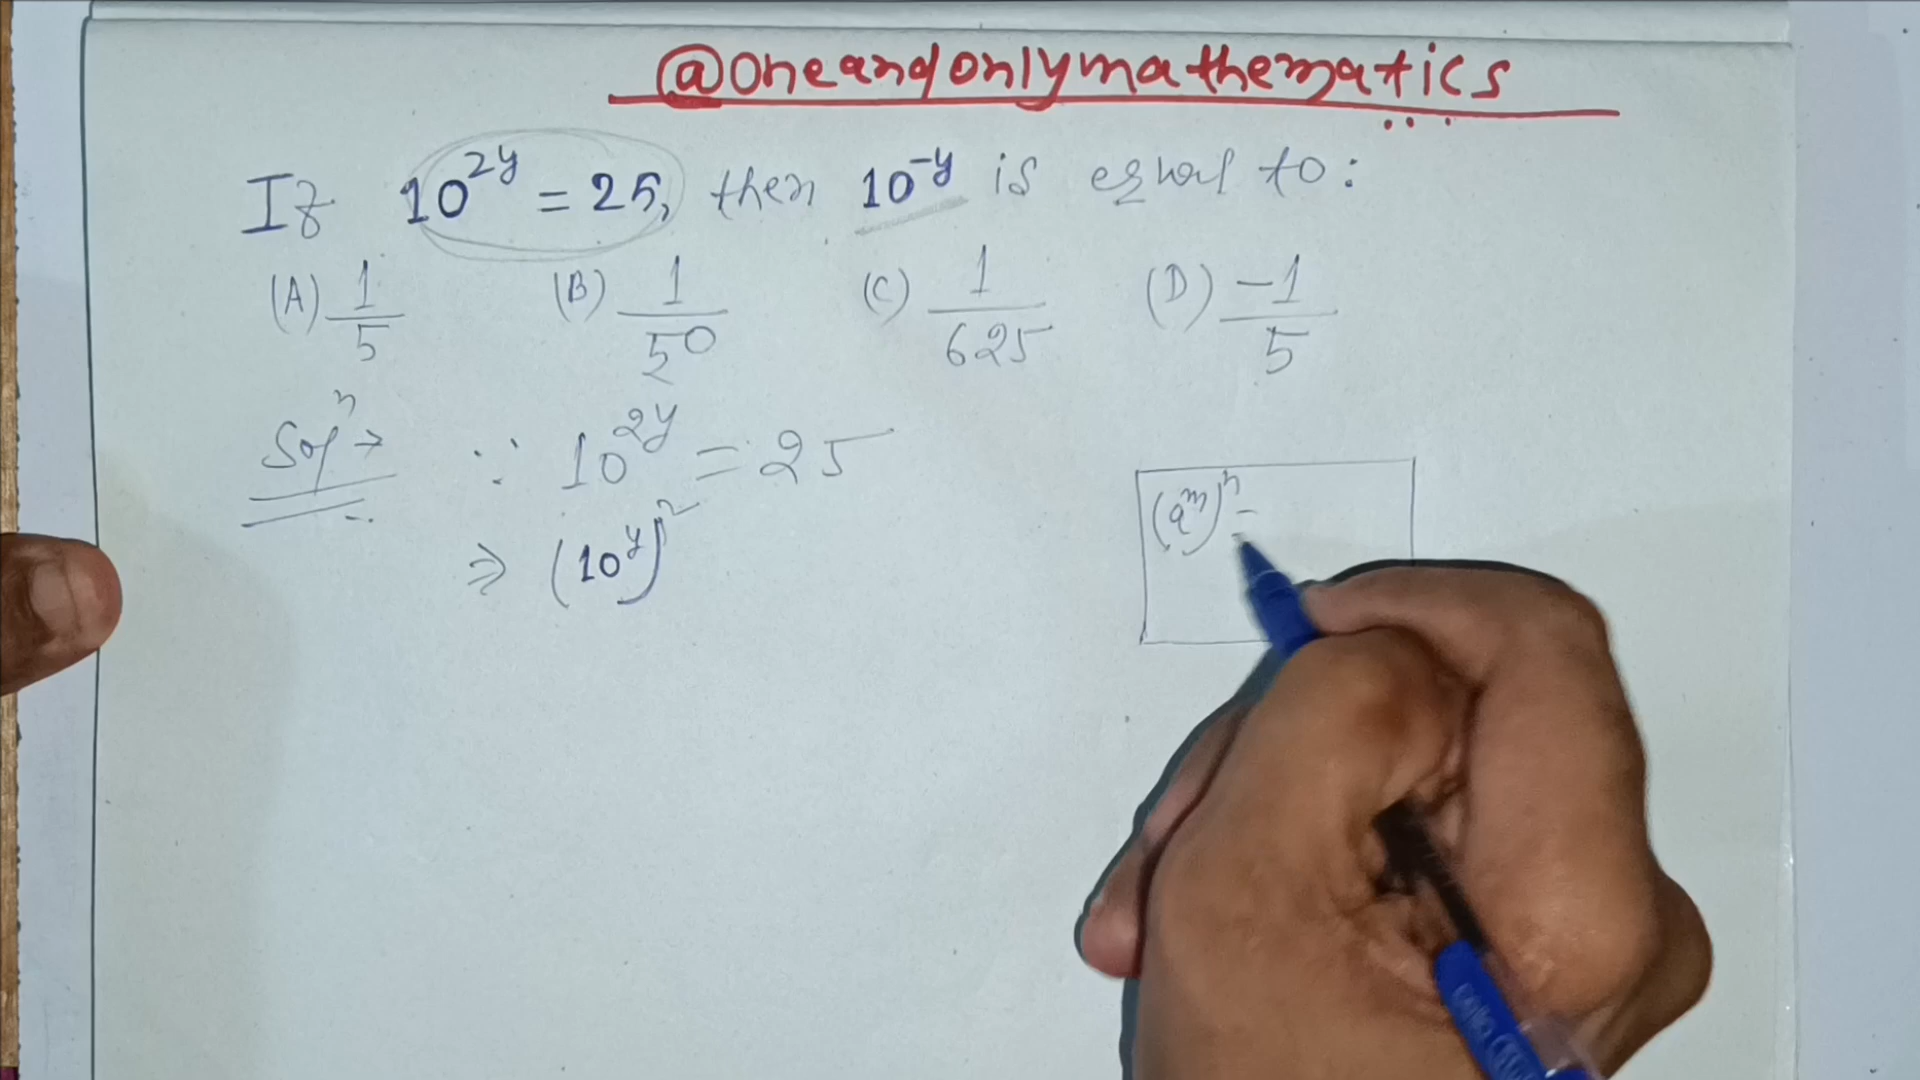 @oneandonlymathematics
If 10^{2y} = 25, then 10^{-y} is equal to:
(A) 1/5 (B) 1/50 (C) 1/625 (D) -1/5
Sol^n → ∵ 10^{2y} = 25
⇒ (10^y)^2
(a^m)^n =